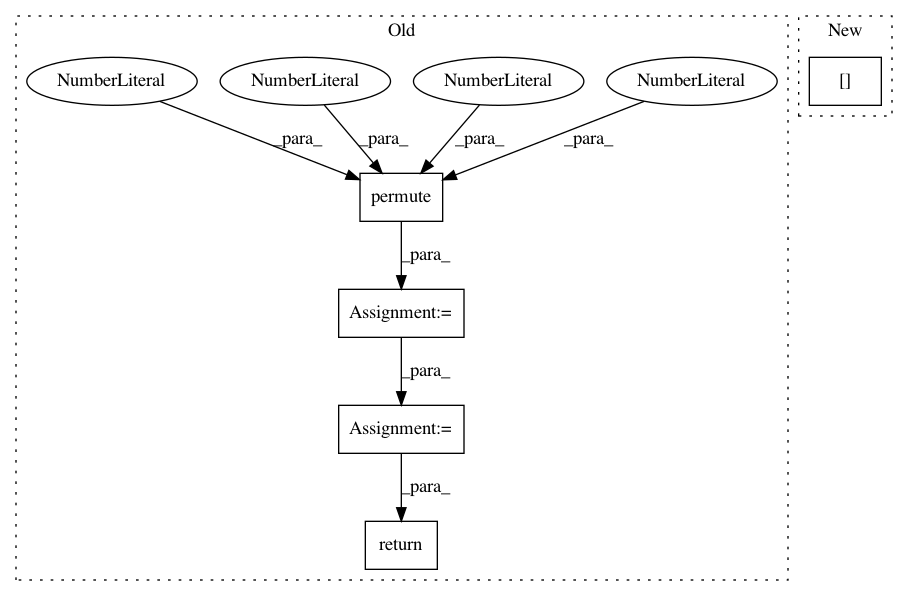 Old
New
NumberLiteral NumberLiteral NumberLiteral NumberLiteral []
_para_ _para_ _para_ _para_
permute
_para_
Assignment:=
_para_
Assignment:=
_para_
return